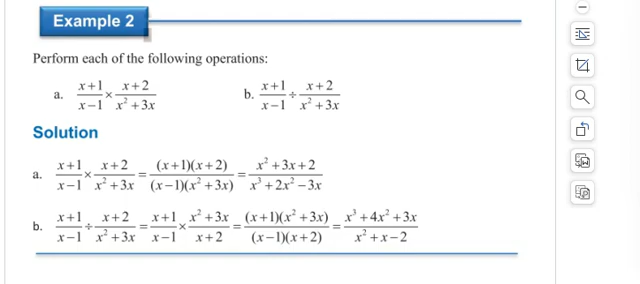 Example 2
Perform each of the following operations:
a. (x+1)/(x−1) × (x+2)/(x²+3x)    b. (x+1)/(x−1) ÷ (x+2)/(x²+3x)
Solution
a. (x+1)/(x−1) × (x+2)/(x²+3x) = (x+1)(x+2)/(x−1)(x²+3x) = (x²+3x+2)/(x³+2x²−3x)
b. (x+1)/(x−1) ÷ (x+2)/(x²+3x) = (x+1)/(x−1) × (x²+3x)/(x+2) = (x+1)(x²+3x)/(x−1)(x+2) = (x³+4x²+3x)/(x²+x−2)